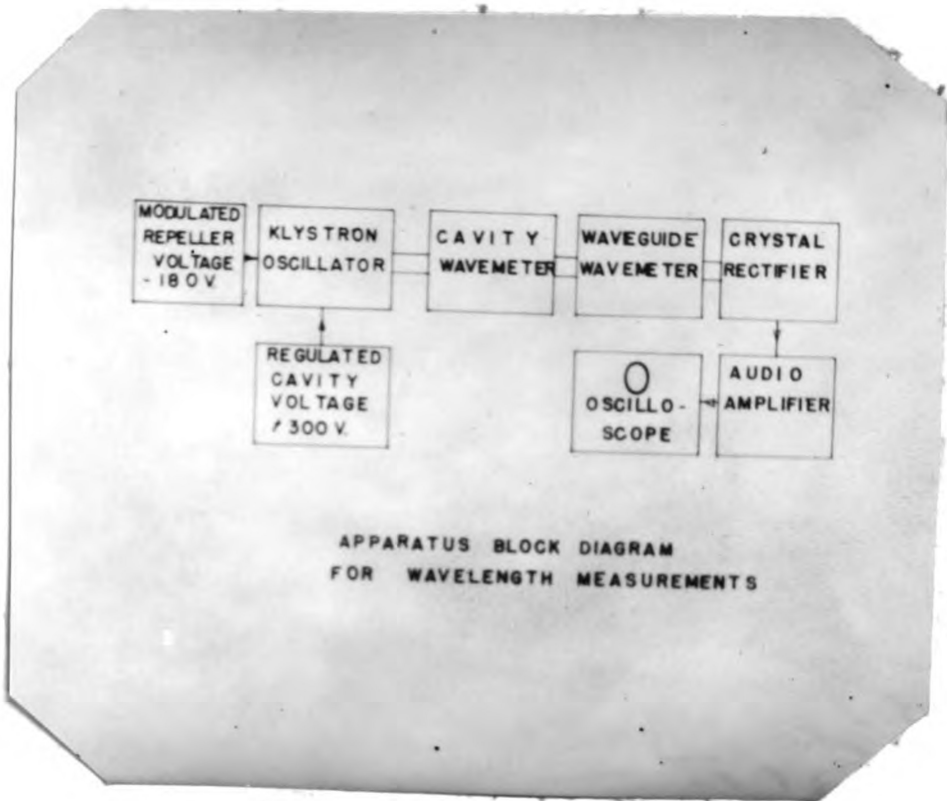 MODULATED
REPELLER
VOLTAGE
- 180 V.
KLYSTRON
OSCILLATOR
CAVITY
WAVEMETER
WAVEGUIDE
WAVEMETER
CRYSTAL
RECTIFIER
REGULATED
CAVITY
VOLTAGE
+ 300 V.
OSCILLO-
SCOPE
AUDIO
AMPLIFIER
APPARATUS BLOCK DIAGRAM
FOR WAVELENGTH MEASUREMENTS